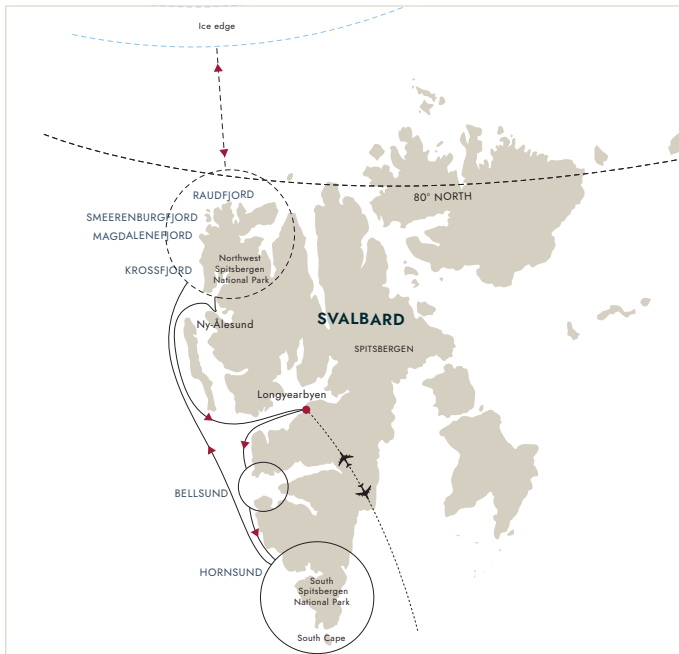 Ice edge
80° NORTH
RAUDFJORD
SMEERENBURGFJORD
MAGDALENEFJORD
KROSSFJORD
Northwest
Spitsbergen
National Park
Ny-Ålesund
SVALBARD
SPITSBERGEN
Longyearbyen
BELLSUND
HORNSUND
South
Spitsbergen
National Park
South Cape